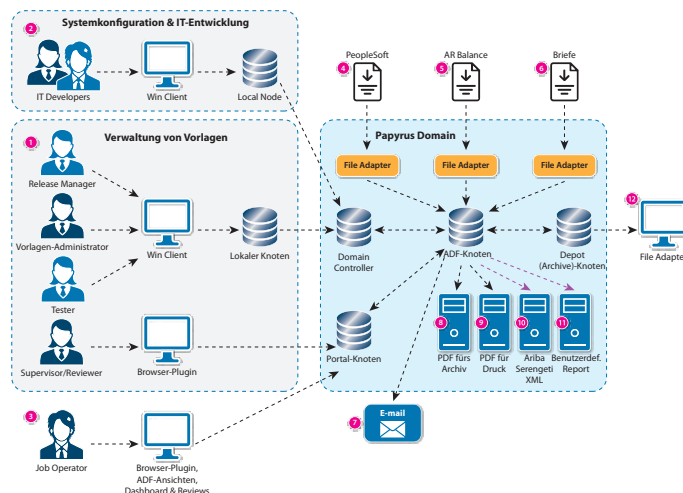 2
Systemkonfiguration & IT-Entwicklung
IT Developers
Win Client
Local Node
1
Verwaltung von Vorlagen
Release Manager
Vorlagen-Administrator
Win Client
Lokaler Knoten
Tester
Supervisor/Reviewer
Browser-Plugin
3
Job Operator
Browser-Plugin,
ADF-Ansichten,
Dashboard & Reviews
PeopleSoft
4
AR Balance
5
Briefe
6
Papyrus Domain
File Adapter
File Adapter
File Adapter
Domain
Controller
ADF-Knoten
Depot
(Archive)-Knoten
12
File Adapter
Portal-Knoten
8
PDF fürs
Archiv
9
PDF für
Druck
10
Ariba
Serengeti
XML
11
Benutzerdef.
Report
7
E-mail